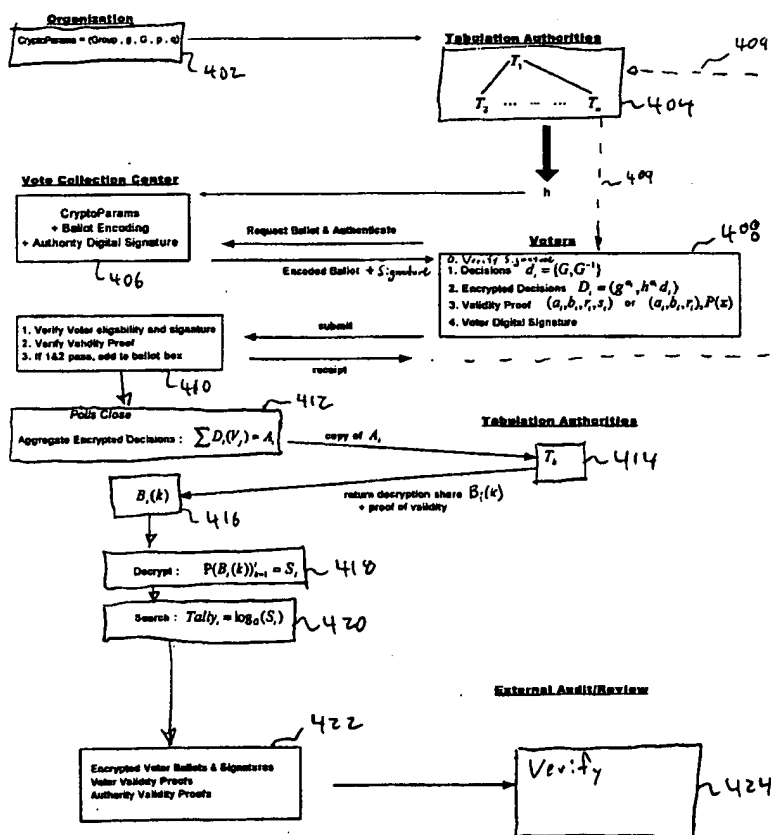 Organization
CryptoParams = (Group, g, G, p, q)
402
Tabulation Authorities
T₁
T₂ ... ... ... Tₙ
404
409
409
h
Vote Collection Center
CryptoParams
+ Ballot Encoding
+ Authority Digital Signature
406
Request Ballot & Authenticate
Encoded Ballot + Signature
Voters
408
0. Verify Signature
1. Decisions dᵢ = {G, G⁻¹}
2. Encrypted Decisions Dᵢ = (g^αᵢ, h^αᵢ dᵢ)
3. Validity Proof (aᵢ, bᵢ, rᵢ, sᵢ) or (aᵢ, bᵢ, rᵢ), P(x)
4. Voter Digital Signature
1. Verify Voter eligability and signature
2. Verify Validity Proof
3. If 1&2 pass, add to ballot box
410
submit
receipt
412
Polls Close
Aggregate Encrypted Decisions : ∑ Dᵢ(Vⱼ) = Aᵢ
copy of Aᵢ
Tabulation Authorities
Tₖ
414
return decryption share Bᵢ(k)
+ proof of validity
Bᵢ(k)
416
Decrypt : P(Bᵢ(k))ᵗₖ₌₁ = Sᵢ
418
Search : Tallyᵢ = log_G(Sᵢ)
420
External Audit/Review
422
Encrypted Voter Ballots & Signatures
Voter Validity Proofs
Authority Validity Proofs
Verify
424